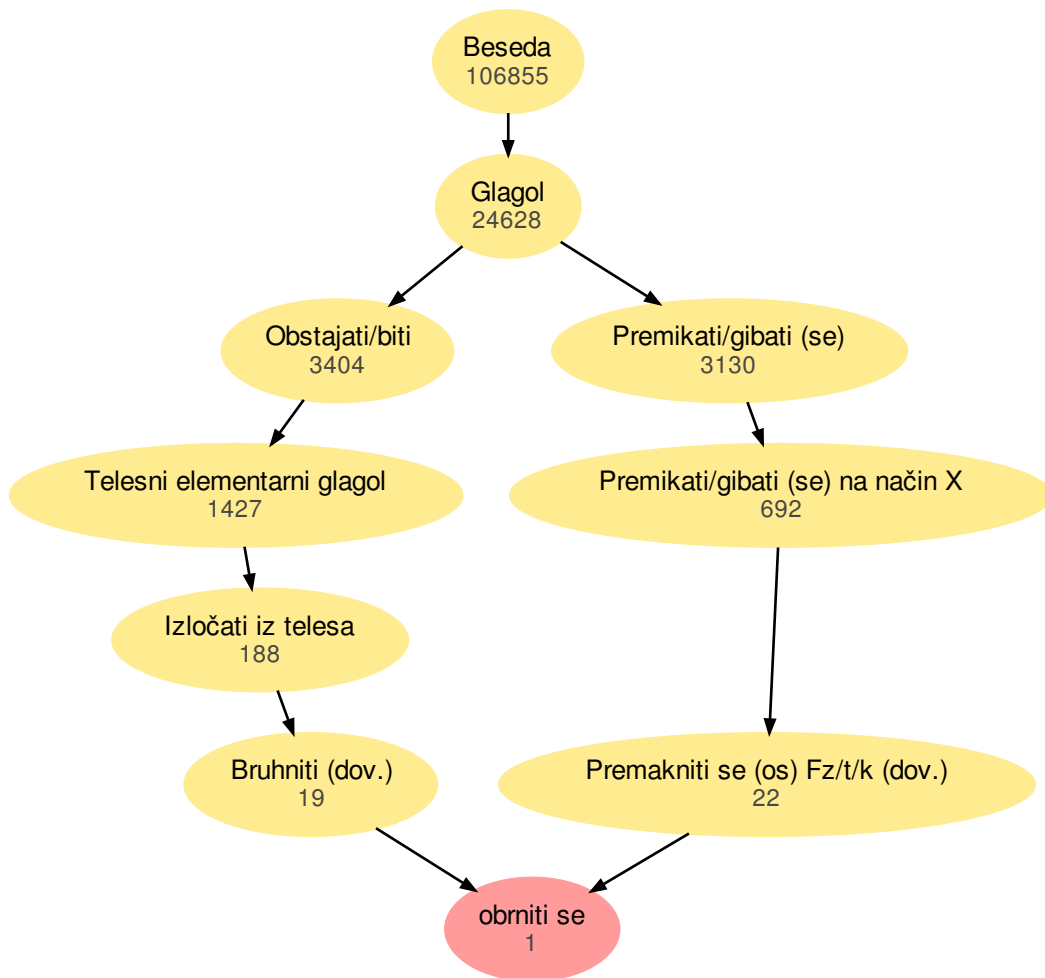 Beseda
106855
Glagol
24628
Obstajati/biti
3404
Premikati/gibati (se)
3130
Telesni elementarni glagol
1427
Premikati/gibati (se) na način X
692
Izločati iz telesa
188
Bruhniti (dov.)
19
Premakniti se (os) Fz/t/k (dov.)
22
obrniti se
1